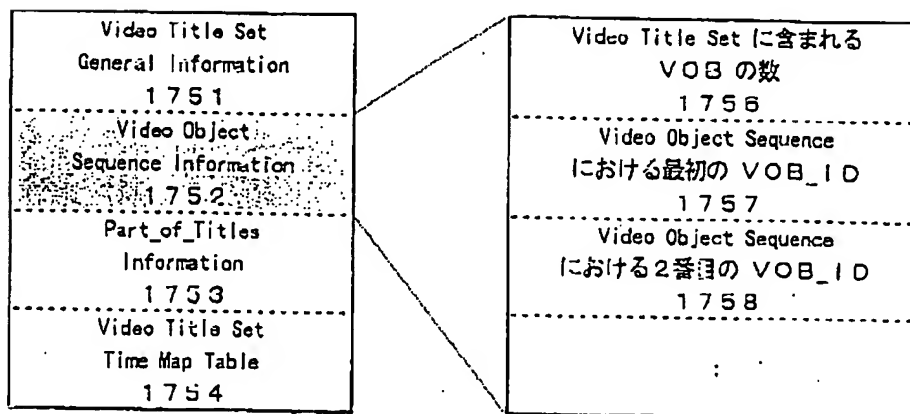 Video Title Set
General Information
1751
Video Object
Sequence Information
1752
Part_of_Titles
Information
1753
Video Title Set
Time Map Table
1754
Video Title Set に含まれる
VOB の数
1756
Video Object Sequence
における最初の VOB_ID
1757
Video Object Sequence
における2番目の VOB_ID
1758
: